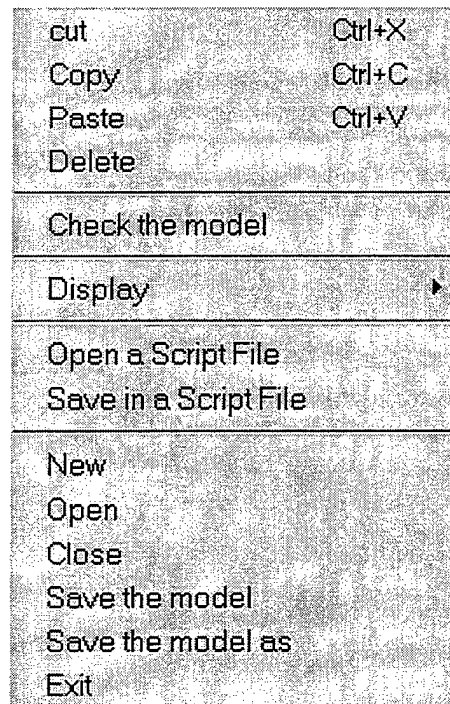 cut Ctrl+X
Copy Ctrl+C
Paste Ctrl+V
Delete
Check the model
Display
Open a Script File
Save in a Script File
New
Open
Close
Save the model
Save the model as
Exit